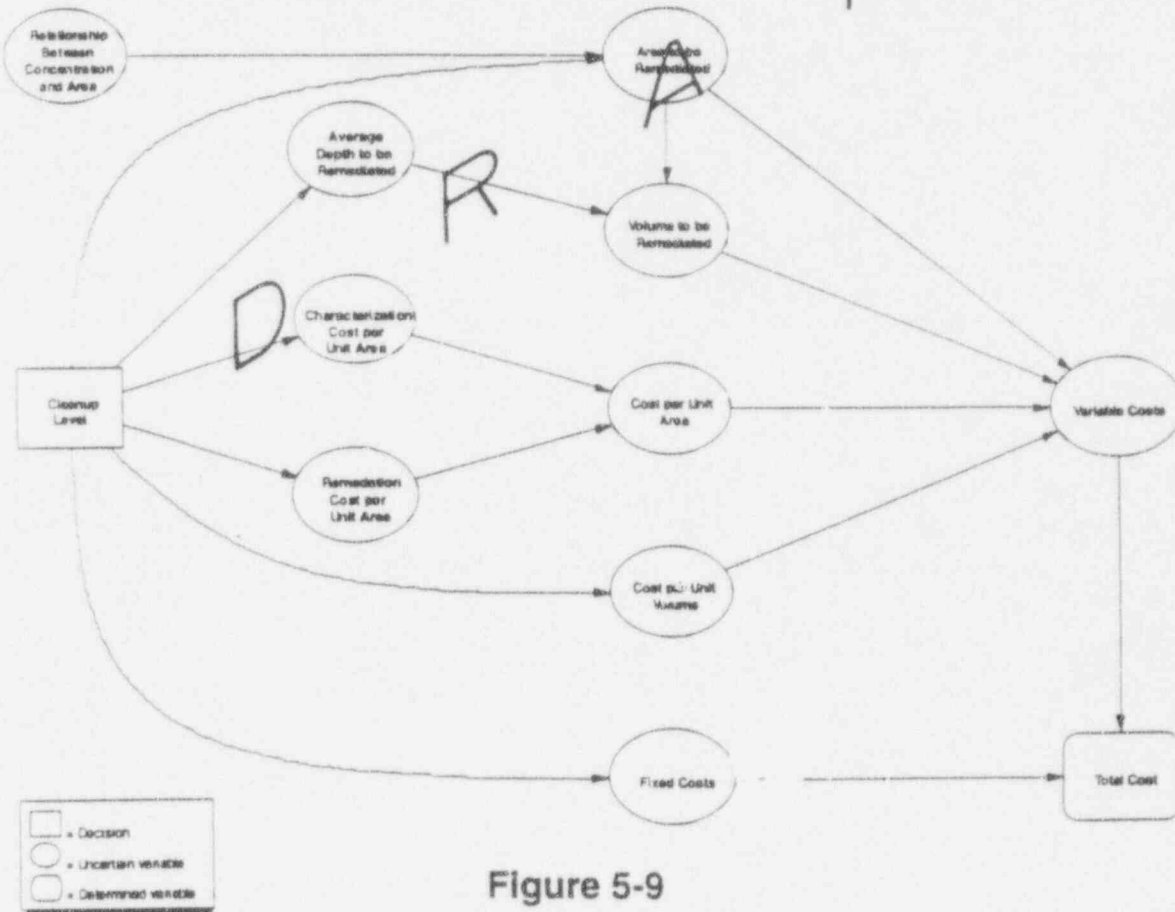 Relationship
Between
Concentration
and Area
Area to be
Remediated
Average
Depth to be
Remediated
Volume to be
Remediated
Characterization
Cost per
Unit Area
Cleanup
Level
Cost per Unit
Area
Variable Costs
Remediation
Cost per
Unit Area
Cost per Unit
Volume
Fixed Costs
Total Cost
= Decision
= Uncertain variable
= Determined variable
Figure 5-9
D
R
A